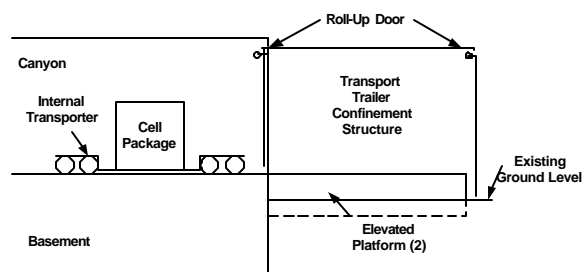 Roll-Up Door
Canyon
Transport
Trailer
Confinement
Structure
Internal
Transporter
Cell
Package
Existing
Ground Level
Basement
Elevated
Platform (2)